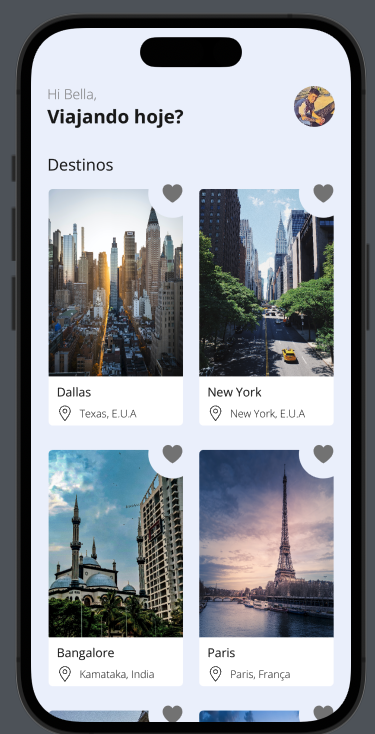 Hi Bella,
Viajando hoje?
Destinos
Dallas
Texas, E.U.A
New York
New York, E.U.A
Bangalore
Kamataka, India
Paris
Paris, França